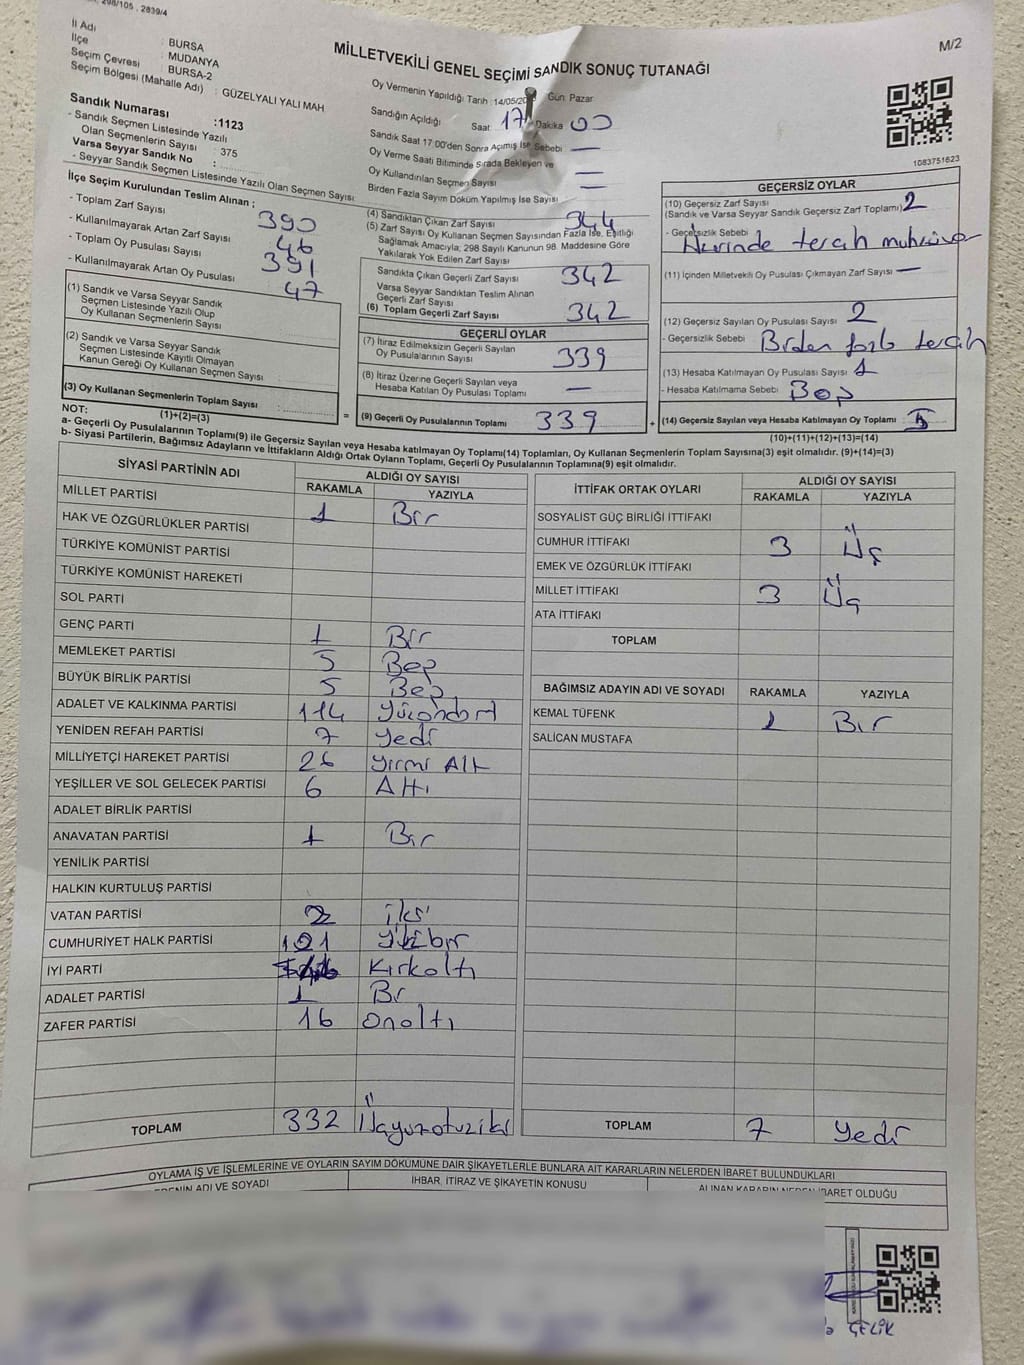 298/105 . 2839/4
M/2
İl Adı : BURSA
İlçe : MUDANYA
Seçim Çevresi : BURSA-2
Seçim Bölgesi (Mahalle Adı) : GÜZELYALI YALI MAH
MİLLETVEKİLİ GENEL SEÇİMİ SANDIK SONUÇ TUTANAĞI
Oy Vermenin Yapıldığı Tarih : 14/05/20 Gün: Pazar
Sandığın Açıldığı Saat 17 Dakika 00
Sandık Saat 17:00'den Sonra Açımış İse Sebebi —
Oy Verme Saati Bitiminde Sırada Bekleyen ve
Oy Kullandırılan Seçmen Sayısı —
Birden Fazla Sayım Döküm Yapılmış İse Sayısı —
1083751623
Sandık Numarası :1123
- Sandık Seçmen Listesinde Yazılı
Olan Seçmenlerin Sayısı : 375
Varsa Seyyar Sandık No :
- Seyyar Sandık Seçmen Listesinde Yazılı Olan Seçmen Sayısı
İlçe Seçim Kurulundan Teslim Alınan :
- Toplam Zarf Sayısı 390
- Kullanılmayarak Artan Zarf Sayısı 46
- Toplam Oy Pusulası Sayısı 391
- Kullanılmayarak Artan Oy Pusulası 47
(1) Sandık ve Varsa Seyyar Sandık
Seçmen Listesinde Yazılı Olup
Oy Kullanan Seçmenlerin Sayısı
(2) Sandık ve Varsa Seyyar Sandık
Seçmen Listesinde Kayıtlı Olmayan
Kanun Gereği Oy Kullanan Seçmen Sayısı
(3) Oy Kullanan Seçmenlerin Toplam Sayısı :
(1)+(2)=(3)
(4) Sandıktan Çıkan Zarf Sayısı 344
(5) Zarf Sayısı Oy Kullanan Seçmen Sayısından Fazla İse, Eşitliği
Sağlamak Amacıyla; 298 Sayılı Kanunun 98. Maddesine Göre
Yakılarak Yok Edilen Zarf Sayısı
Sandıkta Çıkan Geçerli Zarf Sayısı 342
Varsa Seyyar Sandıktan Teslim Alınan
Geçerli Zarf Sayısı
(6) Toplam Geçerli Zarf Sayısı 342
GEÇERLİ OYLAR
(7) İtiraz Edilmeksizin Geçerli Sayılan
Oy Pusulalarının Sayısı 339
(8) İtiraz Üzerine Geçerli Sayılan veya
Hesaba Katılan Oy Pusulası Toplamı —
= (9) Geçerli Oy Pusulalarının Toplamı 339 +
GEÇERSİZ OYLAR
(10) Geçersiz Zarf Sayısı
(Sandık ve Varsa Seyyar Sandık Geçersiz Zarf Toplamı) 2
- Geçersizlik Sebebi
tercih
(11) İçinden Milletvekili Oy Pusulası Çıkmayan Zarf Sayısı —
(12) Geçersiz Sayılan Oy Pusulası Sayısı 2
- Geçersizlik Sebebi Birden fazla tercih
(13) Hesaba Katılmayan Oy Pusulası Sayısı 1
- Hesaba Katılmama Sebebi Boş
(14) Geçersiz Sayılan veya Hesaba Katılmayan Oy Toplamı 5
(10)+(11)+(12)+(13)=(14)
NOT:
a- Geçerli Oy Pusulalarının Toplamı(9) ile Geçersiz Sayılan veya Hesaba katılmayan Oy Toplamı(14) Toplamları, Oy Kullanan Seçmenlerin Toplam Sayısına(3) eşit olmalıdır. (9)+(14)=(3)
b- Siyasi Partilerin, Bağımsız Adayların ve İttifakların Aldığı Ortak Oyların Toplamı, Geçerli Oy Pusulalarının Toplamına(9) eşit olmalıdır.
SİYASİ PARTİNİN ADI ALDIĞI OY SAYISI
RAKAMLA YAZIYLA
MİLLET PARTİSİ 1 Bir
HAK VE ÖZGÜRLÜKLER PARTİSİ
TÜRKİYE KOMÜNİST PARTİSİ
TÜRKİYE KOMÜNİST HAREKETİ
SOL PARTİ
GENÇ PARTİ 1 Bir
MEMLEKET PARTİSİ 5 Beş
BÜYÜK BİRLİK PARTİSİ 5 Beş
ADALET VE KALKINMA PARTİSİ 114 Yüzondört
YENİDEN REFAH PARTİSİ 7 Yedi
MİLLİYETÇİ HAREKET PARTİSİ 26 Yirmi Altı
YEŞİLLER VE SOL GELECEK PARTİSİ 6 Altı
ADALET BİRLİK PARTİSİ
ANAVATAN PARTİSİ 1 Bir
YENİLİK PARTİSİ
HALKIN KURTULUŞ PARTİSİ
VATAN PARTİSİ 2 iki
CUMHURİYET HALK PARTİSİ 101
İYİ PARTİ 46 Kırkaltı
ADALET PARTİSİ 1 Br
ZAFER PARTİSİ 16 Onaltı
TOPLAM 332 Üçyüzotuziki
İTTİFAK ORTAK OYLARI ALDIĞI OY SAYISI
RAKAMLA YAZIYLA
SOSYALIST GÜÇ BİRLİĞİ İTTİFAKI
CUMHUR İTTİFAKI 3 Üç
EMEK VE ÖZGÜRLÜK İTTİFAKI
MİLLET İTTİFAKI 3 Üç
ATA İTTİFAKI
TOPLAM
BAĞIMSIZ ADAYIN ADI VE SOYADI RAKAMLA YAZIYLA
KEMAL TÜFENK 1 Bir
SALİCAN MUSTAFA
TOPLAM 7 Yedi
OYLAMA İŞ VE İŞLEMLERİNE VE OYLARIN SAYIM DÖKÜMÜNE DAİR ŞİKAYETLERLE BUNLARA AİT KARARLARIN NELERDEN İBARET BULUNDUKLARI
ADI VE SOYADI İHBAR, İTİRAZ VE ŞİKAYETİN KONUSU ALINAN KARARIN NEDEN İBARET OLDUĞU
ÇELİK